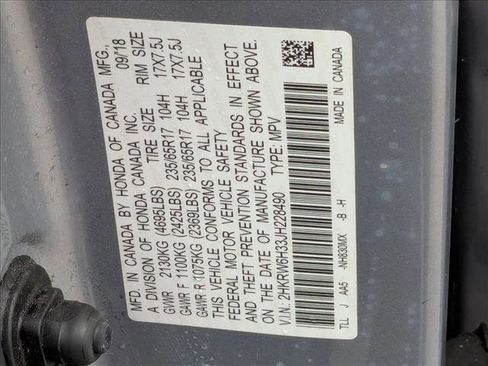 MFD. IN CANADA BY HONDA OF CANADA MFG., 09/18
A DIVISION OF HONDA CANADA INC.
TIRE SIZE RIM SIZE
GVWR 2130KG (4695LBS)
GAWR F 1100KG (2425LBS) 235/65R17 104H 17X7.5J
GAWR R 1075KG (2369LBS) 235/65R17 104H 17X7.5J
THIS VEHICLE CONFORMS TO ALL APPLICABLE
FEDERAL MOTOR VEHICLE SAFETY
AND THEFT PREVENTION STANDARDS IN EFFECT
ON THE DATE OF MANUFACTURE SHOWN ABOVE.
V.I.N.: 2HKRW6H33JH228490 TYPE: MPV
TLL J AA5 -NH830MX -B -H MADE IN CANADA